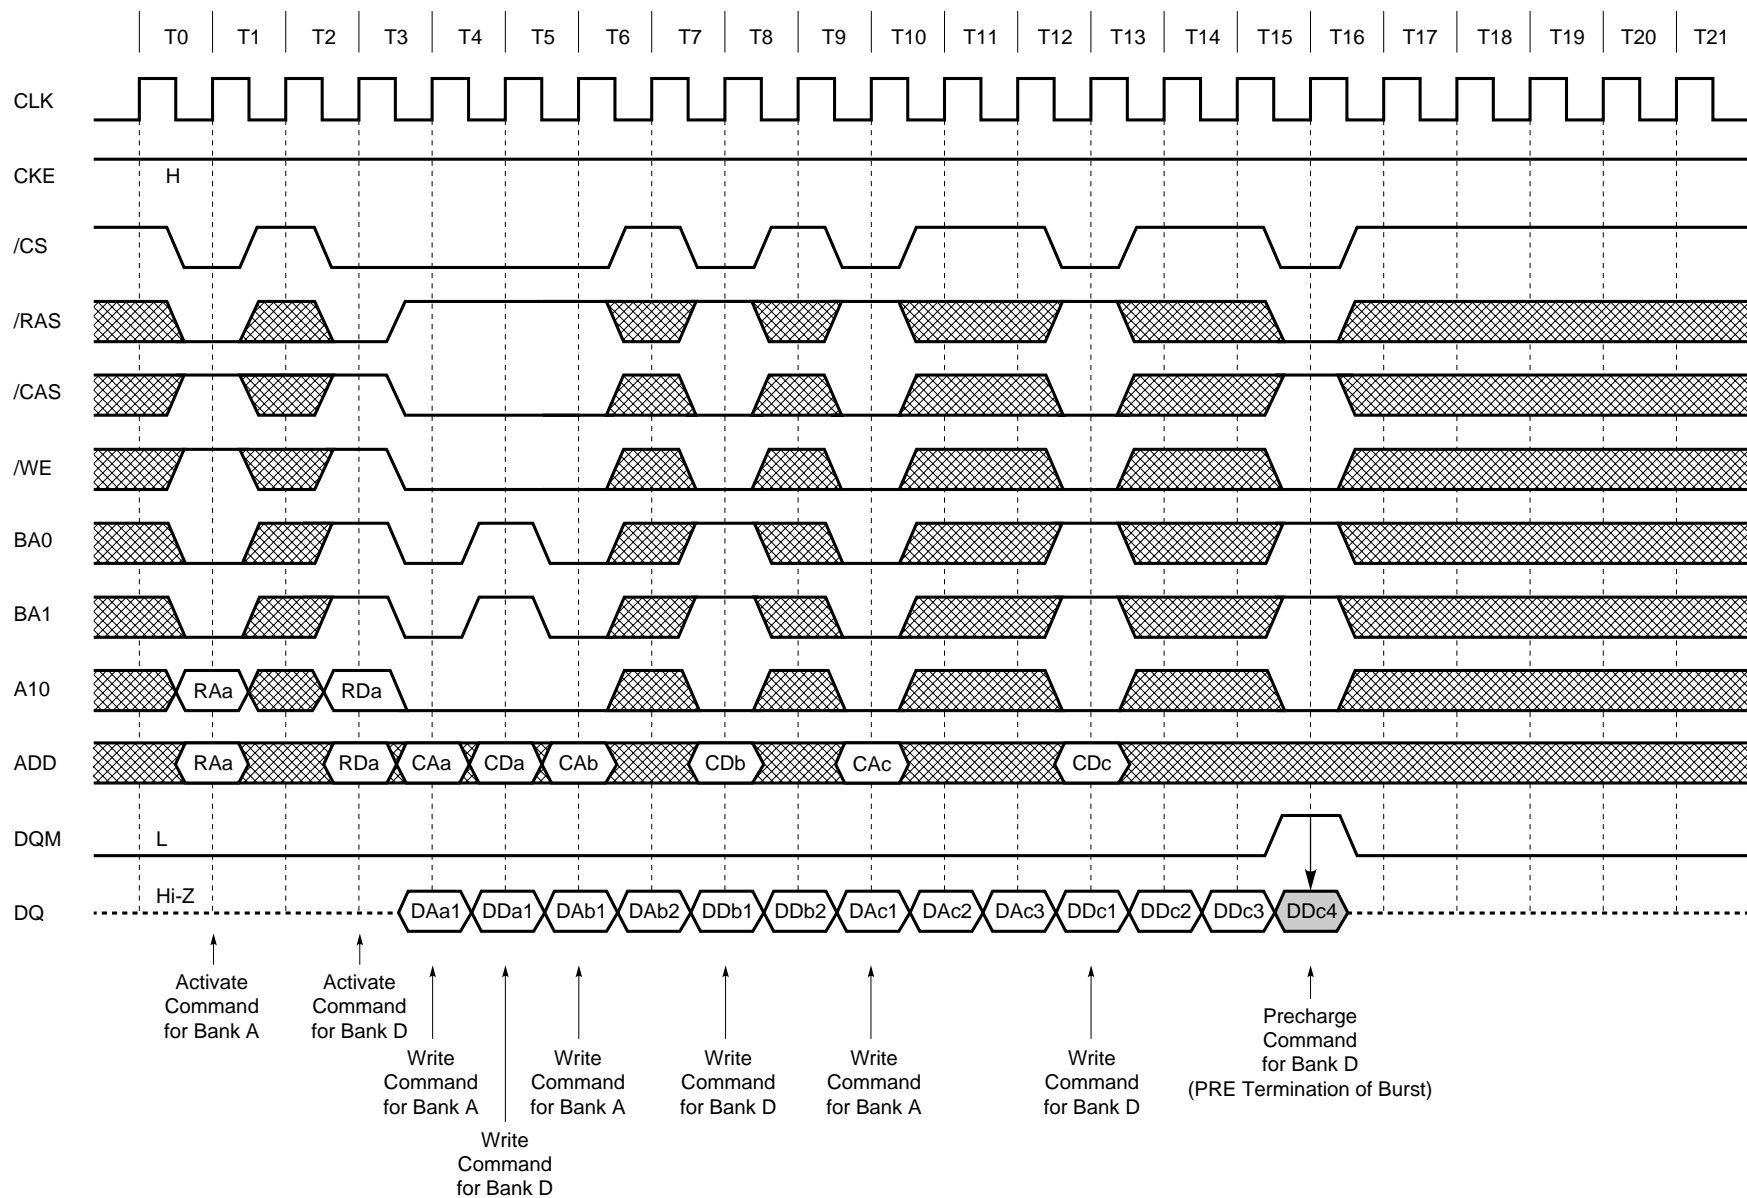 T0 T1 T2 T3 T4 T5 T6 T7 T8 T9 T10 T11 T12 T13 T14 T15 T16 T17 T18 T19 T20 T21
CLK
CKE H
/CS
/RAS
/CAS
/WE
BA0
BA1
A10 RAa RDa
ADD RAa RDa CAa CDa CAb CDb CAc CDc
DQM L
Hi-Z
DQ DAa1 DDa1 DAb1 DAb2 DDb1 DDb2 DAc1 DAc2 DAc3 DDc1 DDc2 DDc3 DDc4
Activate
Command
for Bank A
Activate
Command
for Bank D
Write
Command
for Bank A
Write
Command
for Bank D
Write
Command
for Bank A
Write
Command
for Bank D
Write
Command
for Bank A
Write
Command
for Bank D
Precharge
Command
for Bank D
(PRE Termination of Burst)